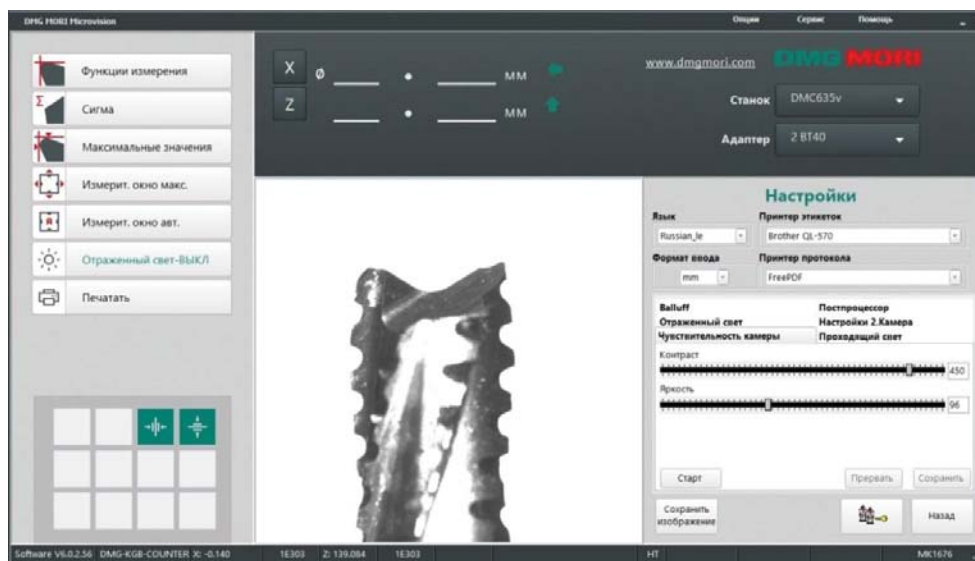 DMG MORI Microvision
Опции Сервис Помощь
Функции измерения
Сигма
Максимальные значения
Измерит. окно макс.
Измерит. окно авт.
Отраженный свет-ВЫКЛ
Печатать
X Ø мм
Z мм
www.dmgmori.com
DMG MORI
Станок DMC635v
Адаптер 2 BT40
Настройки
Язык Принтер этикеток
Russian_le Brother QL-570
Формат ввода Принтер протокола
mm FreePDF
Balluff Постпроцессор
Отраженный свет Настройки 2.Камера
Чувствительность камеры Проходящий свет
Контраст
450
Яркость
96
Старт Прервать Сохранить
Сохранить
изображение
Назад
Software V6.0.2.56 DMG-KGB-COUNTER X: -0.140 1E303 Z: 139.084 1E303 HT MK1676